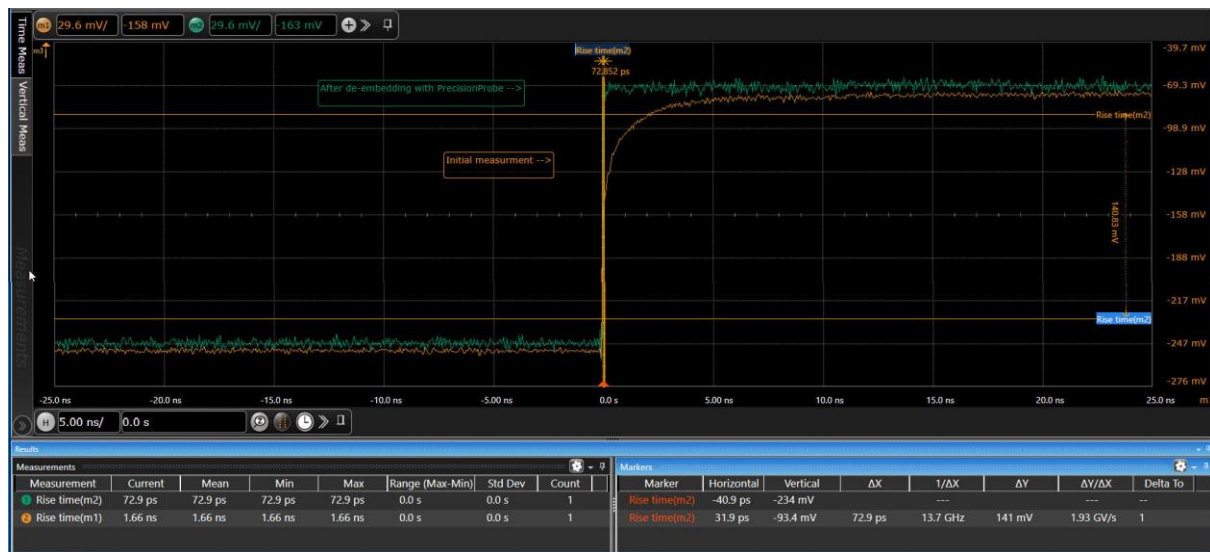 Time Meas
Vertical Meas
Measurements
m1 29.6 mV/ -158 mV m2 29.6 mV/ -163 mV
m1
Rise time(m2)
72.852 ps
After de-embedding with PrecisionProbe -->
Initial measurment -->
-39.7 mV
-69.3 mV
-98.9 mV
-128 mV
-158 mV
-188 mV
-217 mV
-247 mV
-276 mV
Rise time(m2)
140.83 mV
Rise time(m2)
-25.0 ns -20.0 ns -15.0 ns -10.0 ns -5.00 ns 0.0 s 5.00 ns 10.0 ns 15.0 ns 20.0 ns 25.0 ns
H 5.00 ns/ 0.0 s
Results
Measurements
Measurement Current Mean Min Max Range (Max-Min) Std Dev Count
1 Rise time(m2) 72.9 ps 72.9 ps 72.9 ps 72.9 ps 0.0 s 0.0 s 1
2 Rise time(m1) 1.66 ns 1.66 ns 1.66 ns 1.66 ns 0.0 s 0.0 s 1
Markers
Marker Horizontal Vertical ΔX 1/ΔX ΔY ΔY/ΔX Delta To
Rise time(m2) -40.9 ps -234 mV --- --- --
Rise time(m2) 31.9 ps -93.4 mV 72.9 ps 13.7 GHz 141 mV 1.93 GV/s 1